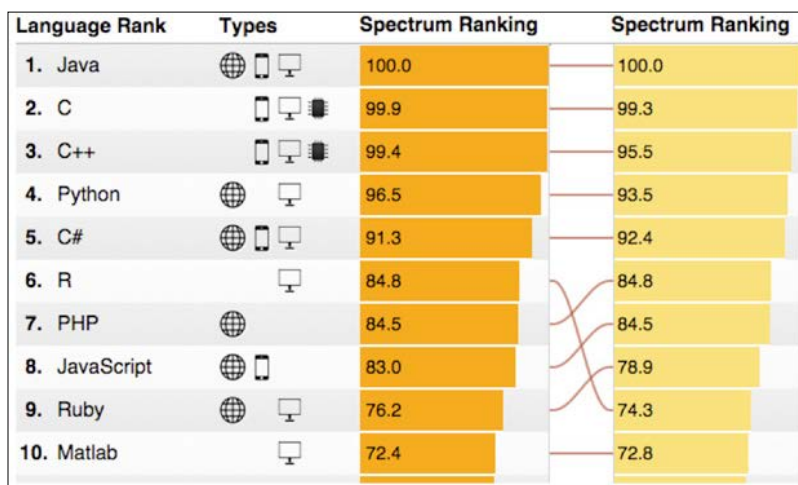 Language Rank Types Spectrum Ranking Spectrum Ranking
1. Java 100.0 100.0
2. C 99.9 99.3
3. C++ 99.4 95.5
4. Python 96.5 93.5
5. C# 91.3 92.4
6. R 84.8 84.8
7. PHP 84.5 84.5
8. JavaScript 83.0 78.9
9. Ruby 76.2 74.3
10. Matlab 72.4 72.8